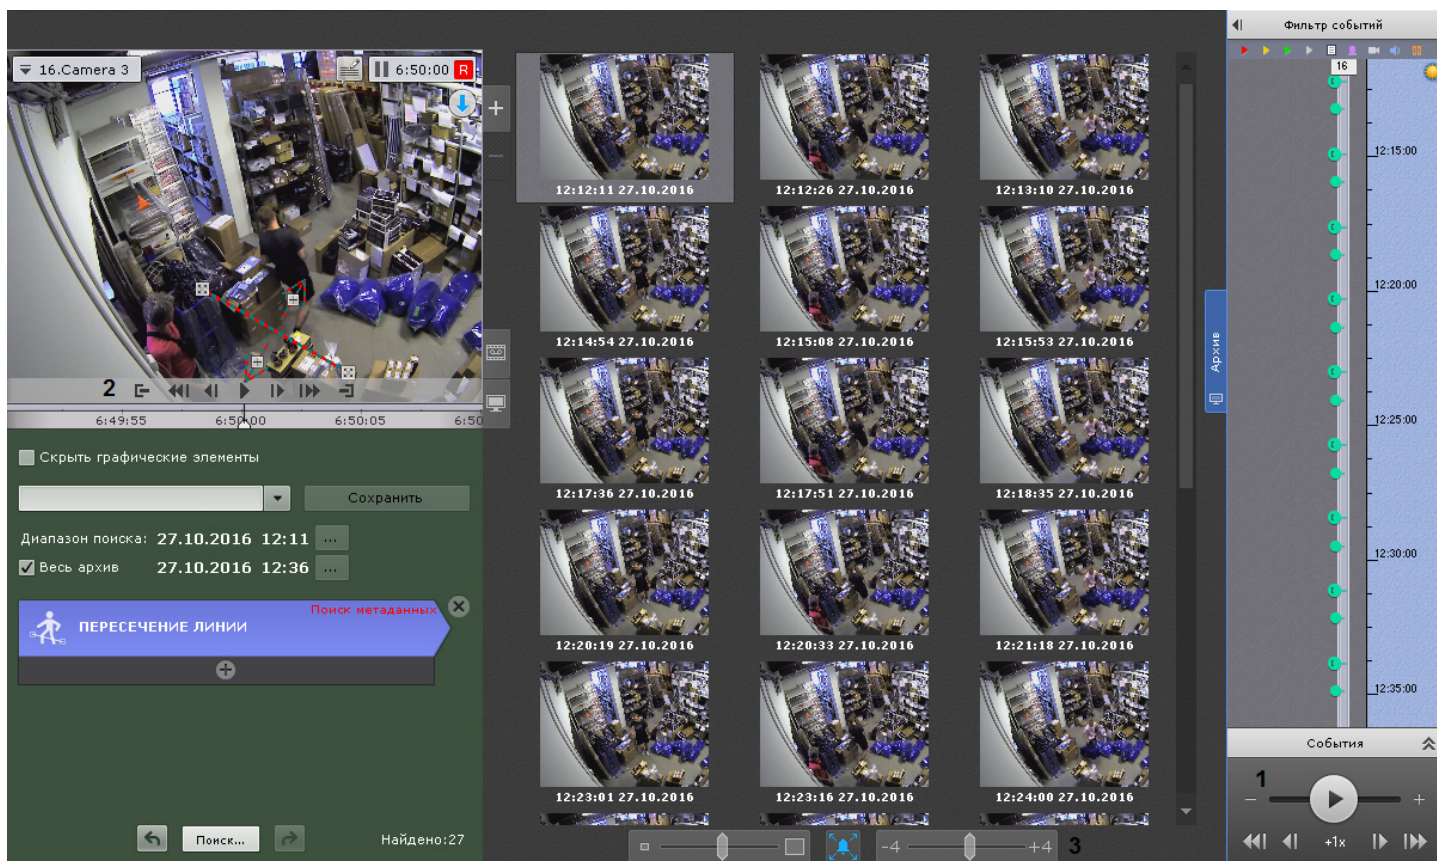 16.Camera 3
6:50:00 R
2
6:49:55 6:50:00 6:50:05 6:50
Скрыть графические элементы
Сохранить
Диапазон поиска: 27.10.2016 12:11 ...
Весь архив 27.10.2016 12:36 ...
Поиск метаданных
ПЕРЕСЕЧЕНИЕ ЛИНИИ
Поиск...
Найдено:27
12:12:11 27.10.2016
12:12:26 27.10.2016
12:13:10 27.10.2016
12:14:54 27.10.2016
12:15:08 27.10.2016
12:15:53 27.10.2016
12:17:36 27.10.2016
12:17:51 27.10.2016
12:18:35 27.10.2016
12:20:19 27.10.2016
12:20:33 27.10.2016
12:21:18 27.10.2016
12:23:01 27.10.2016
12:23:16 27.10.2016
12:24:00 27.10.2016
-4 +4 3
Архив
Фильтр событий
16
12:15:00
12:20:00
12:25:00
12:30:00
12:35:00
События
1
+1x